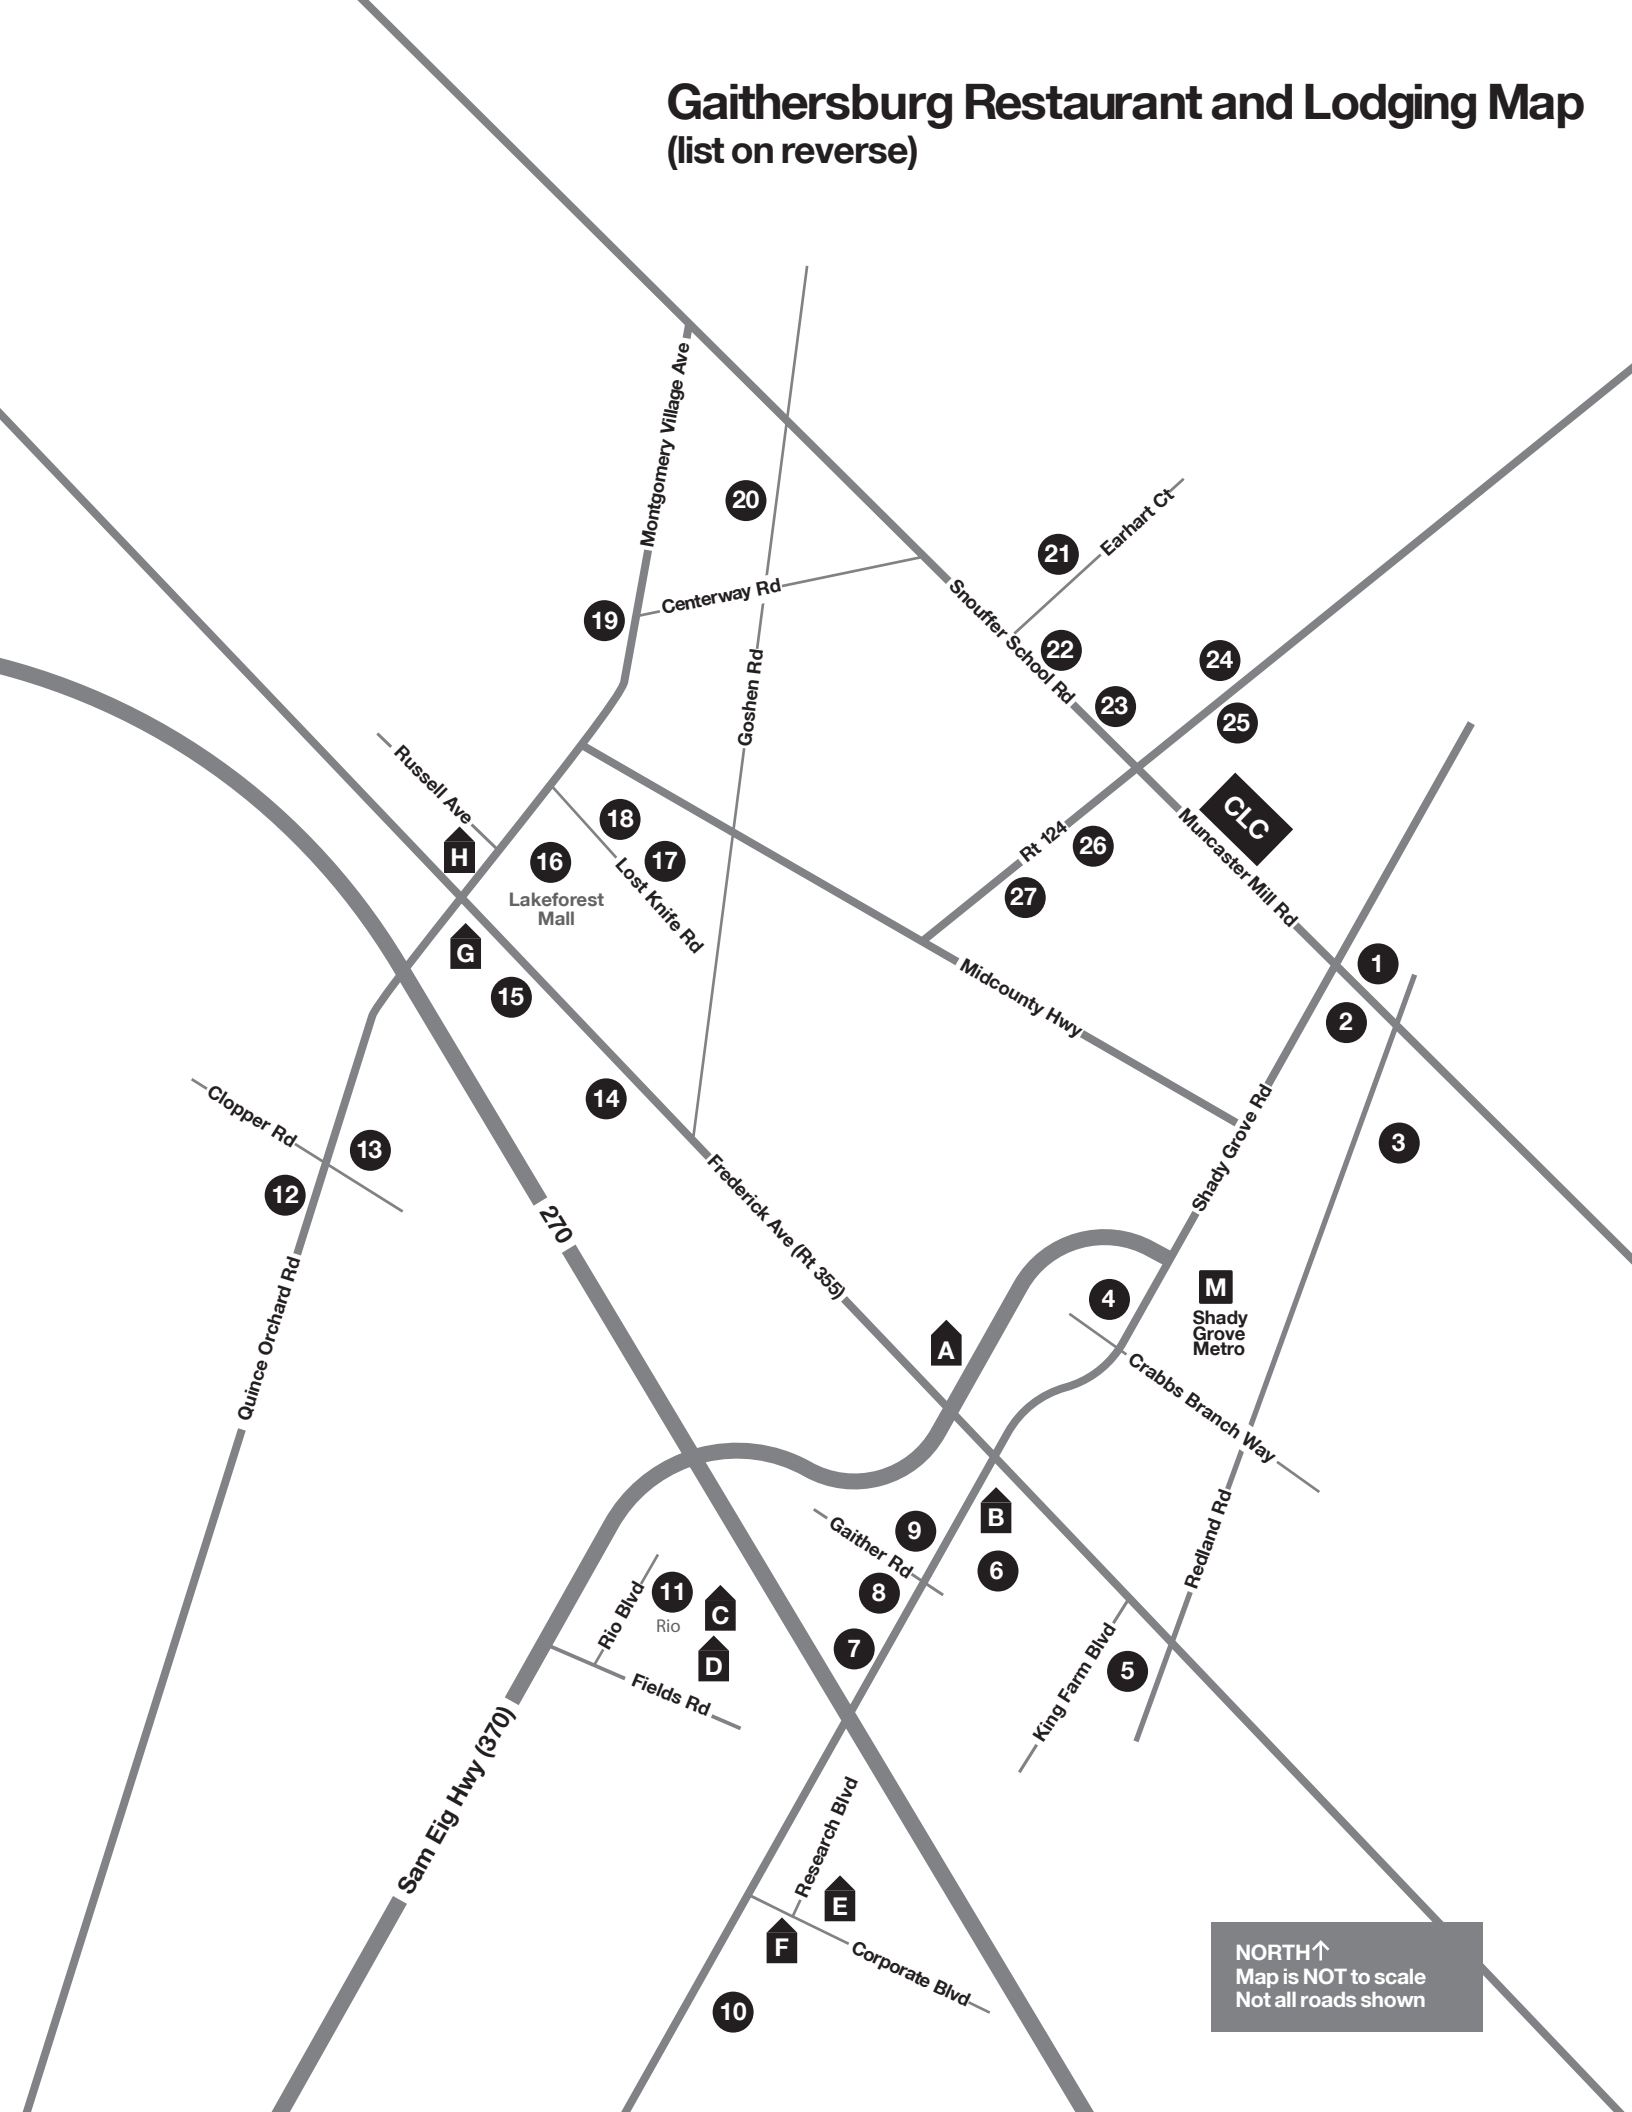 Gaithersburg Restaurant and Lodging Map
(list on reverse)
Montgomery Village Ave
20
Earhart Ct
21
Centerway Rd
19
Snouffer School Rd
22
24
23
25
Goshen Rd
Russell Ave
18
H
16
17
Lakeforest
Mall
Lost Knife Rd
CLC
Rt 124
26
Muncaster Mill Rd
27
G
15
Midcounty Hwy
1
2
14
Clopper Rd
13
12
3
Shady Grove Rd
270
Frederick Ave (Rt 355)
Quince Orchard Rd
4
M
Shady
Grove
Metro
A
Crabbs Branch Way
B
9
Gaither Rd
6
8
Redland Rd
Rio Blvd
11
Rio
C
D
7
5
King Farm Blvd
Fields Rd
Sam Eig Hwy (370)
Research Blvd
E
F
Corporate Blvd
10
NORTH↑
Map is NOT to scale
Not all roads shown